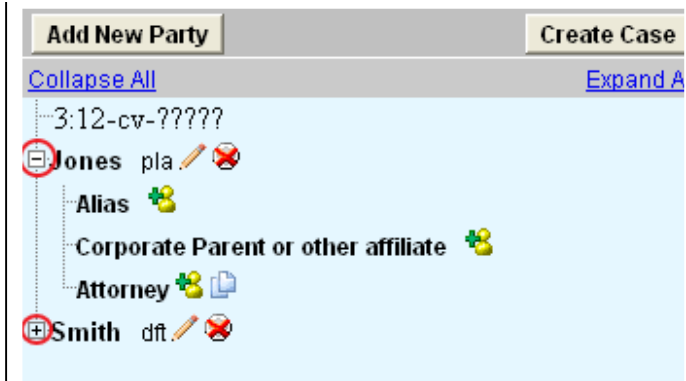 Add New Party Create Case
Collapse All Expand A
3:12-cv-?????
Jones pla
Alias
Corporate Parent or other affiliate
Attorney
Smith dft